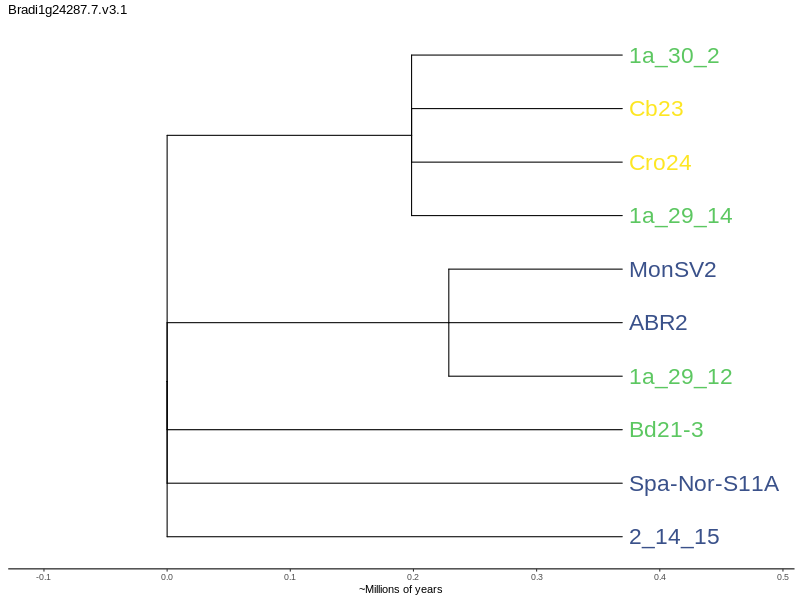 Bradi1g24287.7.v3.1
1a_30_2
Cb23
Cro24
1a_29_14
MonSV2
ABR2
1a_29_12
Bd21-3
Spa-Nor-S11A
2_14_15
-0.1 0.0 0.1 0.2 0.3 0.4 0.5
~Millions of years